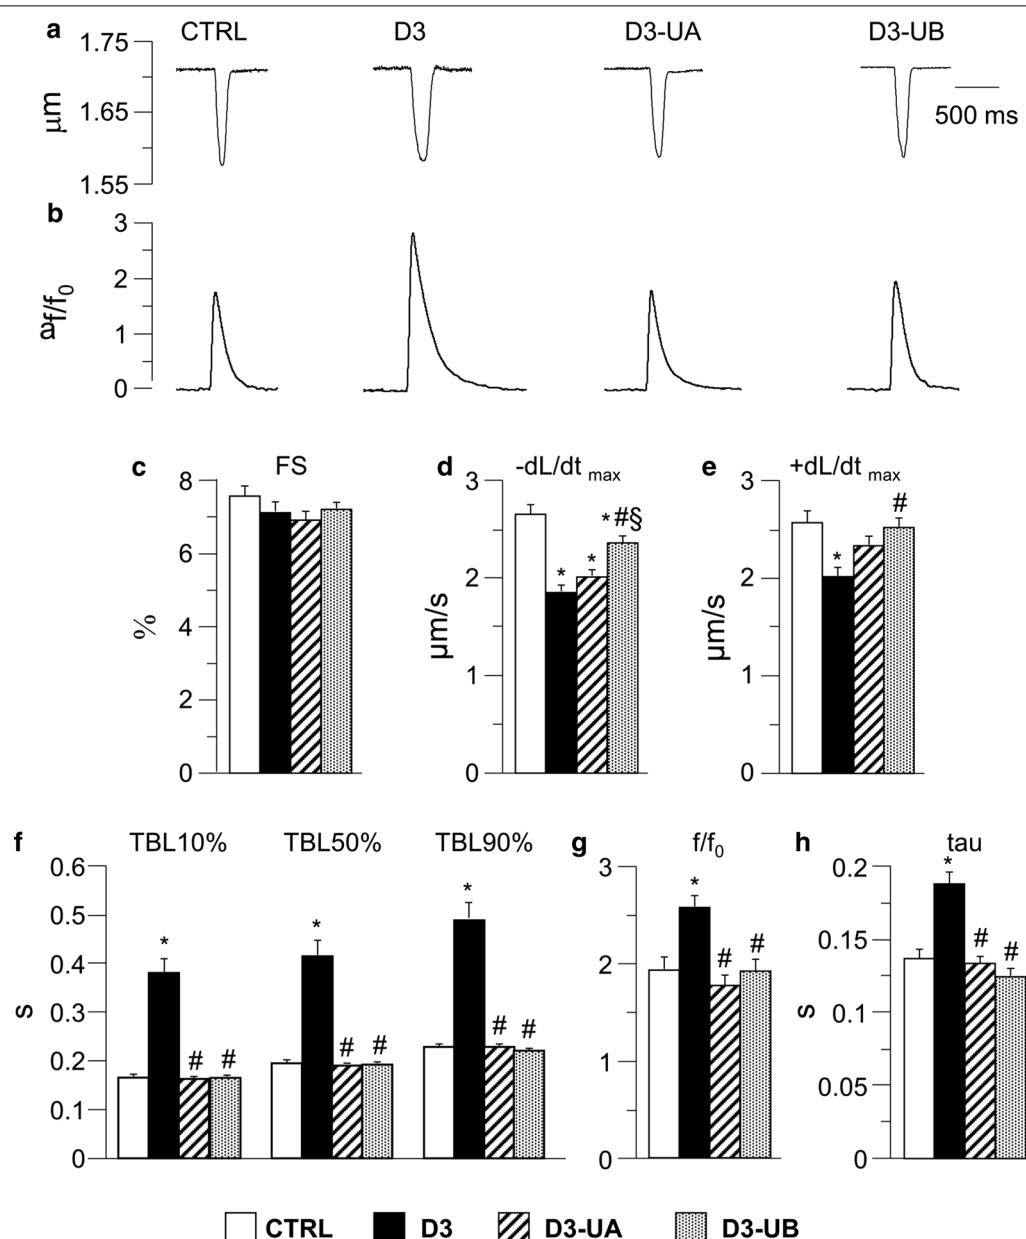 a CTRL D3 D3-UA D3-UB
1.75
1.65
1.55
μm
500 ms
b
3
2
1
0
af/f0
c FS
8
6
4
2
0
%
d -dL/dt max
3
2
1
0
μm/s
*
*
* #§
e +dL/dt max
3
2
1
0
μm/s
*
#
f TBL10% TBL50% TBL90%
0.6
0.5
0.4
0.3
0.2
0.1
0
s
* # #
* # #
* # #
g f/f0
3
2
1
0
* # #
h tau
0.2
0.15
0.1
0.05
0
s
* # #
CTRL D3 D3-UA D3-UB